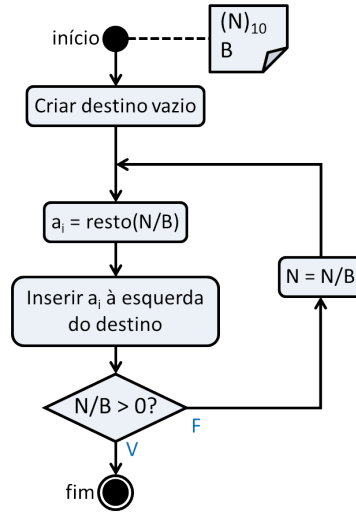 início
(N)₁₀
B
Criar destino vazio
aᵢ = resto(N/B)
Inserir aᵢ à esquerda
do destino
N = N/B
N/B > 0?
F
V
fim